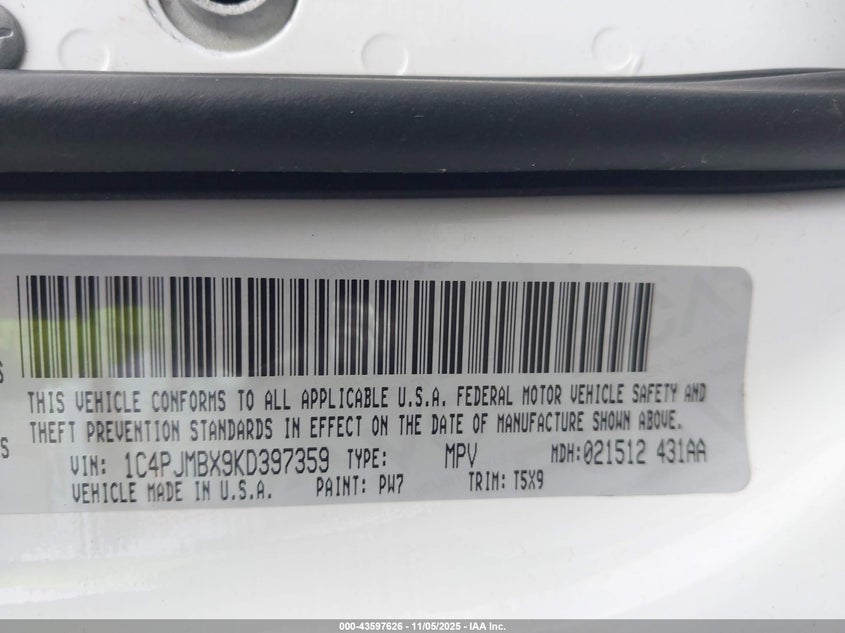 S
THIS VEHICLE CONFORMS TO ALL APPLICABLE U.S.A. FEDERAL MOTOR VEHICLE SAFETY AND
THEFT PREVENTION STANDARDS IN EFFECT ON THE DATE OF MANUFACTURE SHOWN ABOVE.
S
VIN: 1C4PJMBX9KD397359 TYPE: MPV MDH:021512 431AA
VEHICLE MADE IN U.S.A. PAINT: PW7 TRIM: T5X9
000-43597626 - 11/05/2025 - IAA Inc.